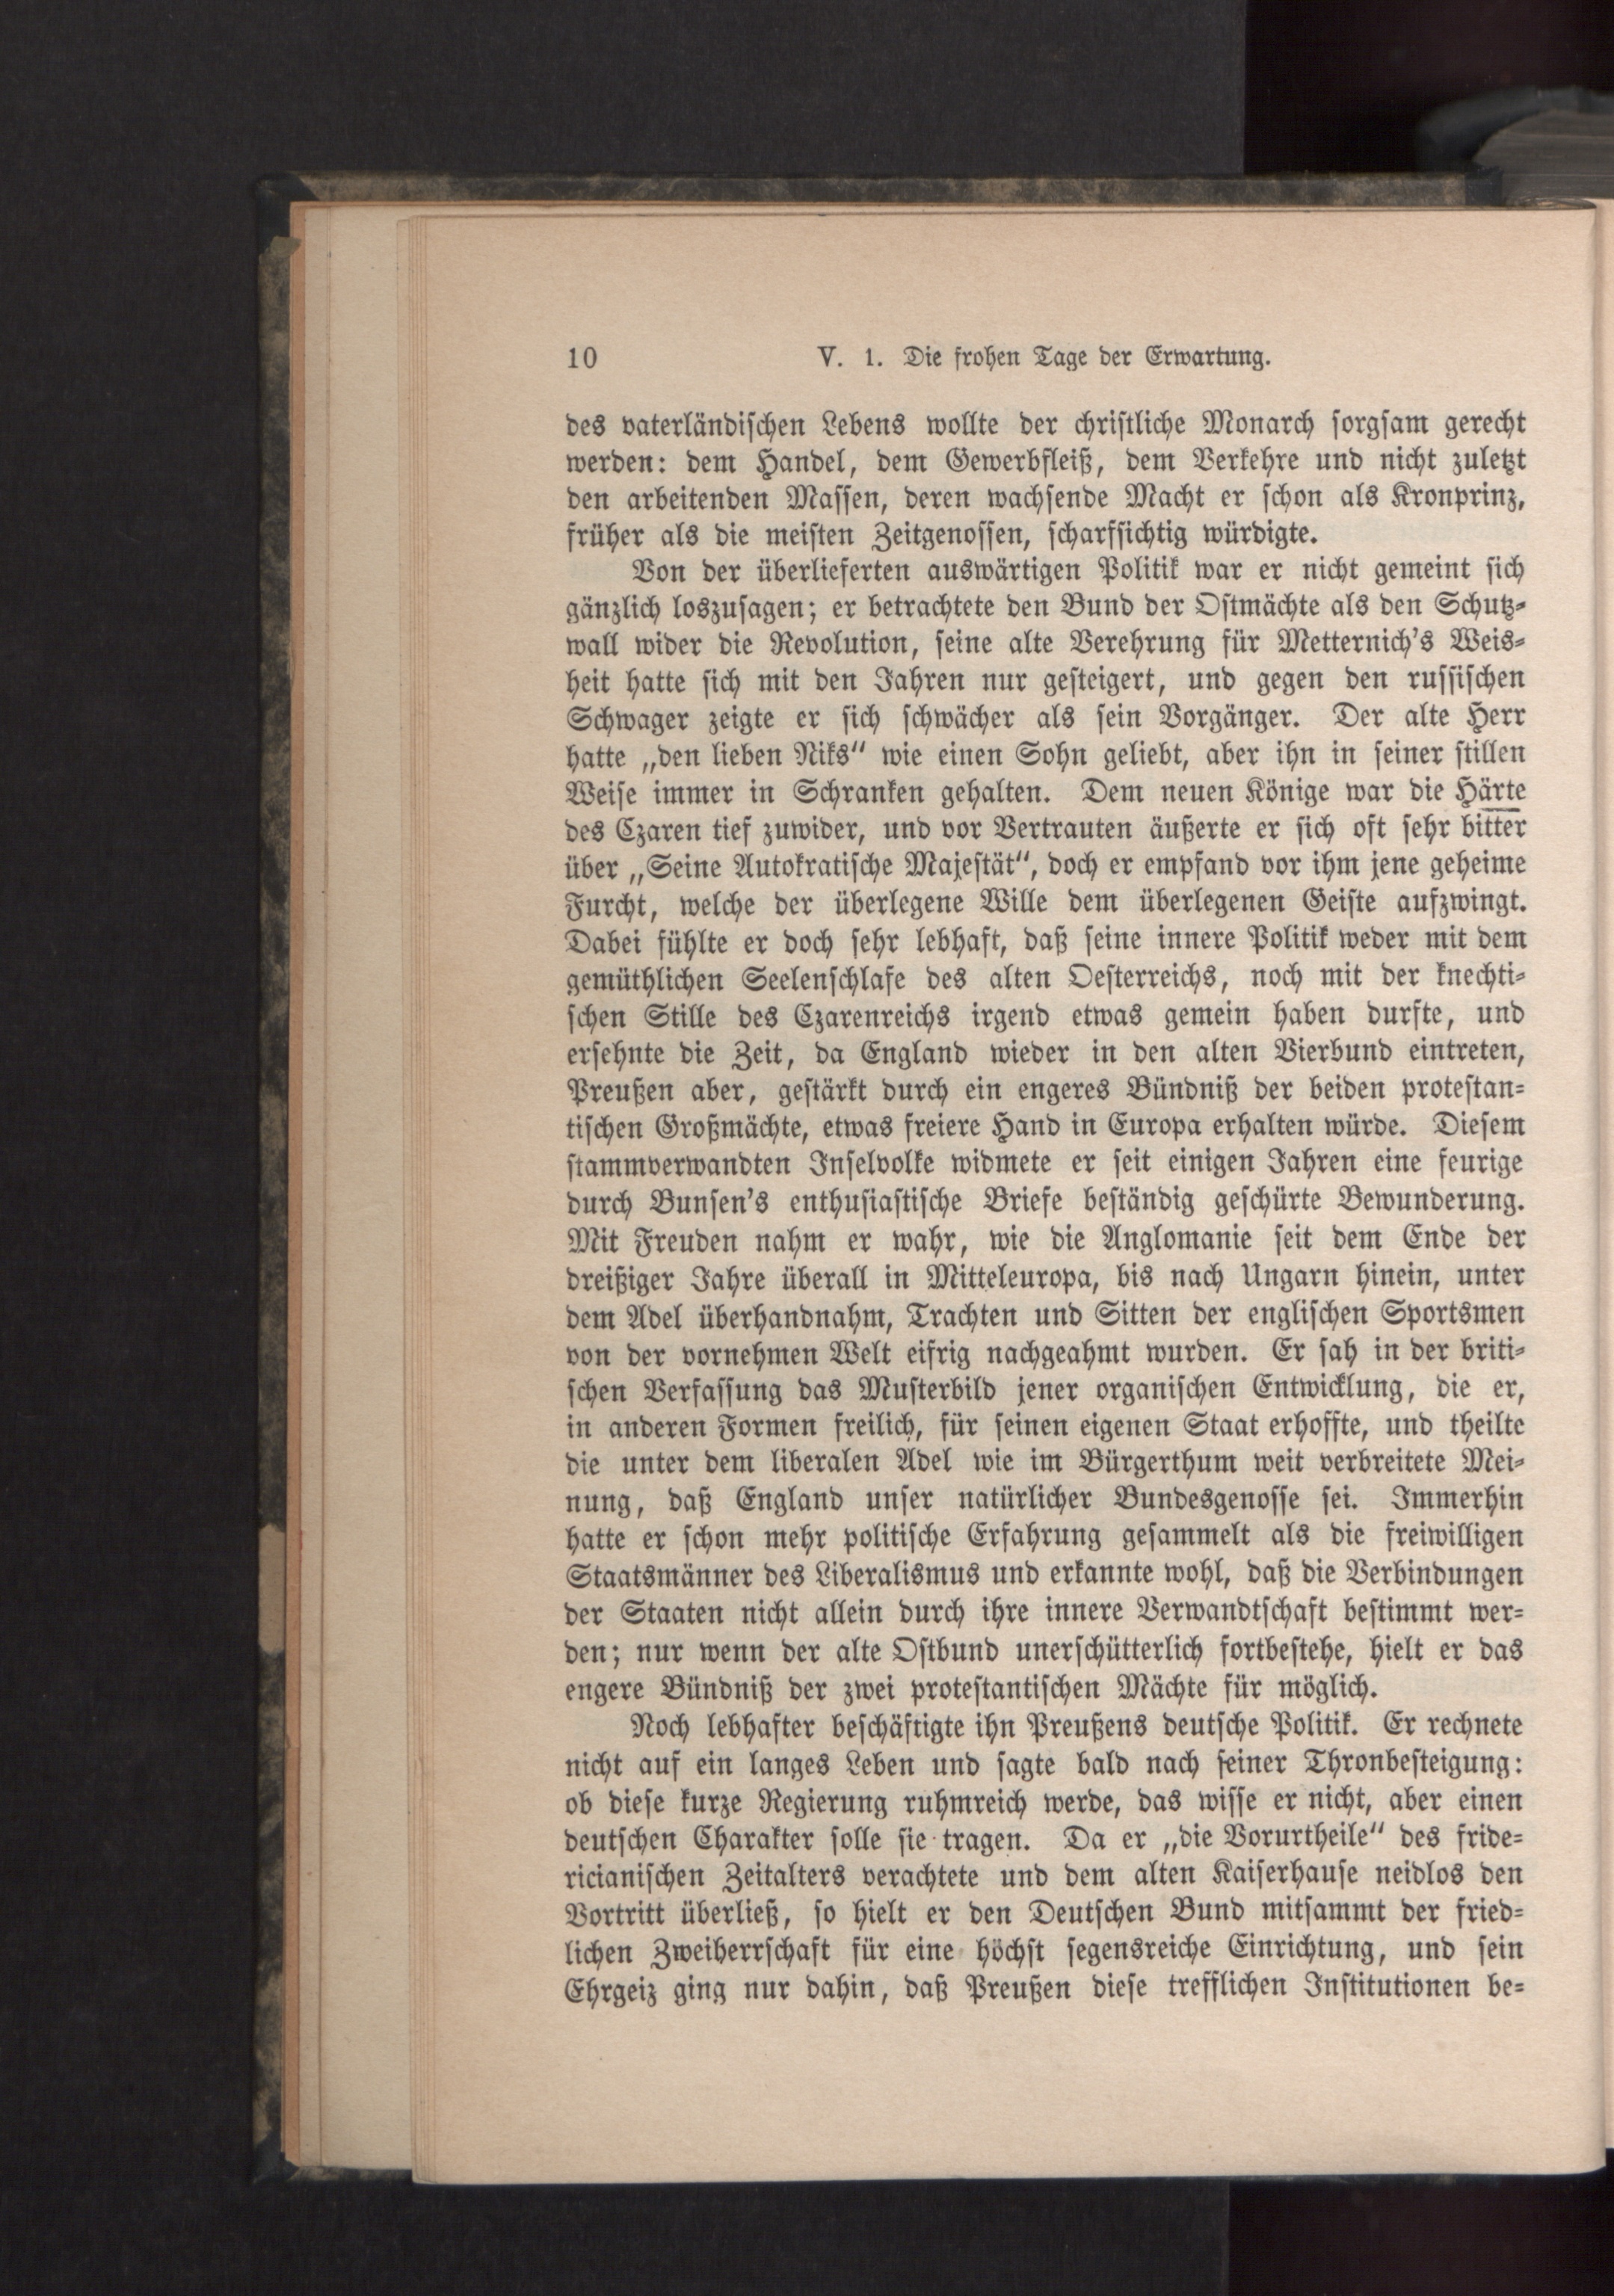 10 V. 1. Die frohen Tage der Erwartung.
des vaterländischen Lebens wollte der christliche Monarch sorgsam gerecht
werden: dem Handel, dem Gewerbfleiß, dem Verkehre und nicht zuletzt
den arbeitenden Massen, deren wachsende Macht er schon als Kronprinz,
früher als die meisten Zeitgenossen, scharfsichtig würdigte.
Von der überlieferten auswärtigen Politik war er nicht gemeint sich
gänzlich loszusagen; er betrachtete den Bund der Ostmächte als den Schutz-
wall wider die Revolution, seine alte Verehrung für Metternich's Weis-
heit hatte sich mit den Jahren nur gesteigert, und gegen den russischen
Schwager zeigte er sich schwächer als sein Vorgänger. Der alte Herr
hatte „den lieben Niks“ wie einen Sohn geliebt, aber ihn in seiner stillen
Weise immer in Schranken gehalten. Dem neuen Könige war die Härte
des Czaren tief zuwider, und vor Vertrauten äußerte er sich oft sehr bitter
über „Seine Autokratische Majestät“, doch er empfand vor ihm jene geheime
Furcht, welche der überlegene Wille dem überlegenen Geiste aufzwingt.
Dabei fühlte er doch sehr lebhaft, daß seine innere Politik weder mit dem
gemüthlichen Seelenschlafe des alten Oesterreichs, noch mit der knechti-
schen Stille des Czarenreichs irgend etwas gemein haben durfte, und
ersehnte die Zeit, da England wieder in den alten Vierbund eintreten,
Preußen aber, gestärkt durch ein engeres Bündniß der beiden protestan-
tischen Großmächte, etwas freiere Hand in Europa erhalten würde. Diesem
stammverwandten Inselvolke widmete er seit einigen Jahren eine feurige
durch Bunsen's enthusiastische Briefe beständig geschürte Bewunderung.
Mit Freuden nahm er wahr, wie die Anglomanie seit dem Ende der
dreißiger Jahre überall in Mitteleuropa, bis nach Ungarn hinein, unter
dem Adel überhandnahm, Trachten und Sitten der englischen Sportsmen
von der vornehmen Welt eifrig nachgeahmt wurden. Er sah in der briti-
schen Verfassung das Musterbild jener organischen Entwicklung, die er,
in anderen Formen freilich, für seinen eigenen Staat erhoffte, und theilte
die unter dem liberalen Adel wie im Bürgerthum weit verbreitete Mei-
nung, daß England unser natürlicher Bundesgenosse sei. Immerhin
hatte er schon mehr politische Erfahrung gesammelt als die freiwilligen
Staatsmänner des Liberalismus und erkannte wohl, daß die Verbindungen
der Staaten nicht allein durch ihre innere Verwandtschaft bestimmt wer-
den; nur wenn der alte Ostbund unerschütterlich fortbestehe, hielt er das
engere Bündniß der zwei protestantischen Mächte für möglich.
Noch lebhafter beschäftigte ihn Preußens deutsche Politik. Er rechnete
nicht auf ein langes Leben und sagte bald nach seiner Thronbesteigung:
ob diese kurze Regierung ruhmreich werde, das wisse er nicht, aber einen
deutschen Charakter solle sie tragen. Da er „die Vorurtheile“ des fride-
ricianischen Zeitalters verachtete und dem alten Kaiserhause neidlos den
Vortritt überließ, so hielt er den Deutschen Bund mitsammt der fried-
lichen Zweiherrschaft für eine höchst segensreiche Einrichtung, und sein
Ehrgeiz ging nur dahin, daß Preußen diese trefflichen Institutionen be-